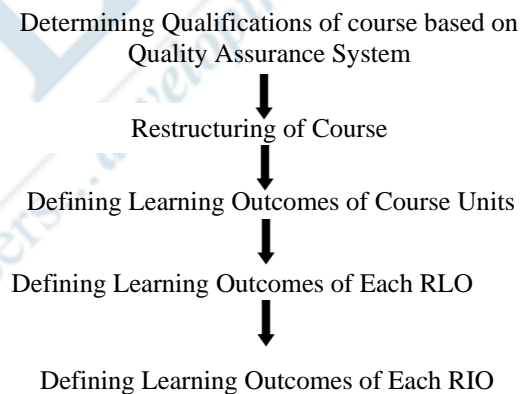 Determining Qualifications of course based on
Quality Assurance System
Restructuring of Course
Defining Learning Outcomes of Course Units
Defining Learning Outcomes of Each RLO
Defining Learning Outcomes of Each RIO